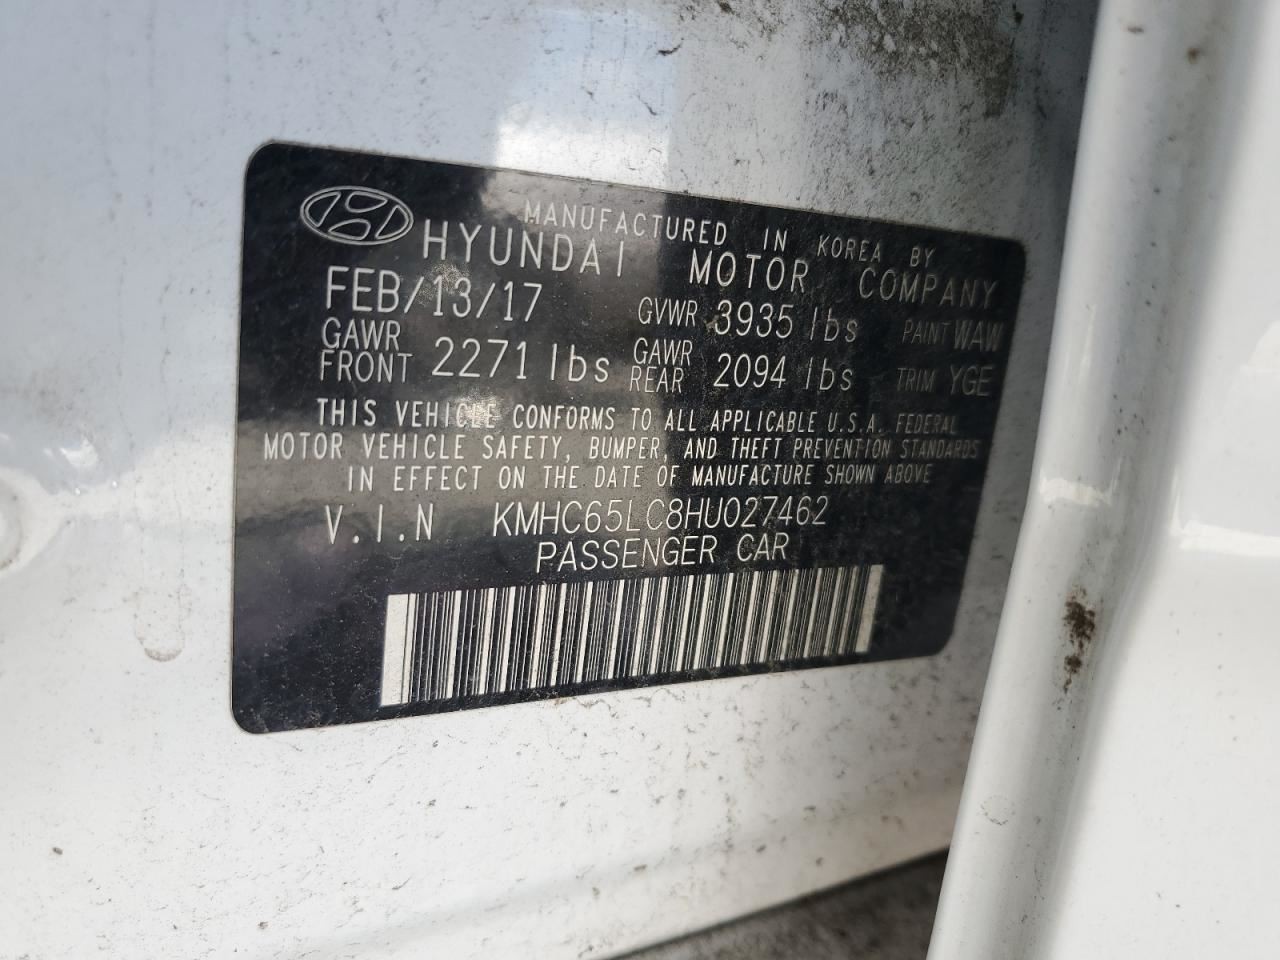 MANUFACTURED IN KOREA BY
HYUNDAI MOTOR COMPANY
FEB/13/17 GVWR 3935 lbs PAINT WAW
GAWR FRONT 2271 lbs GAWR REAR 2094 lbs TRIM YGE
THIS VEHICLE CONFORMS TO ALL APPLICABLE U.S.A. FEDERAL
MOTOR VEHICLE SAFETY, BUMPER, AND THEFT PREVENTION STANDARDS
IN EFFECT ON THE DATE OF MANUFACTURE SHOWN ABOVE
V.I.N KMHC65LC8HU027462
PASSENGER CAR